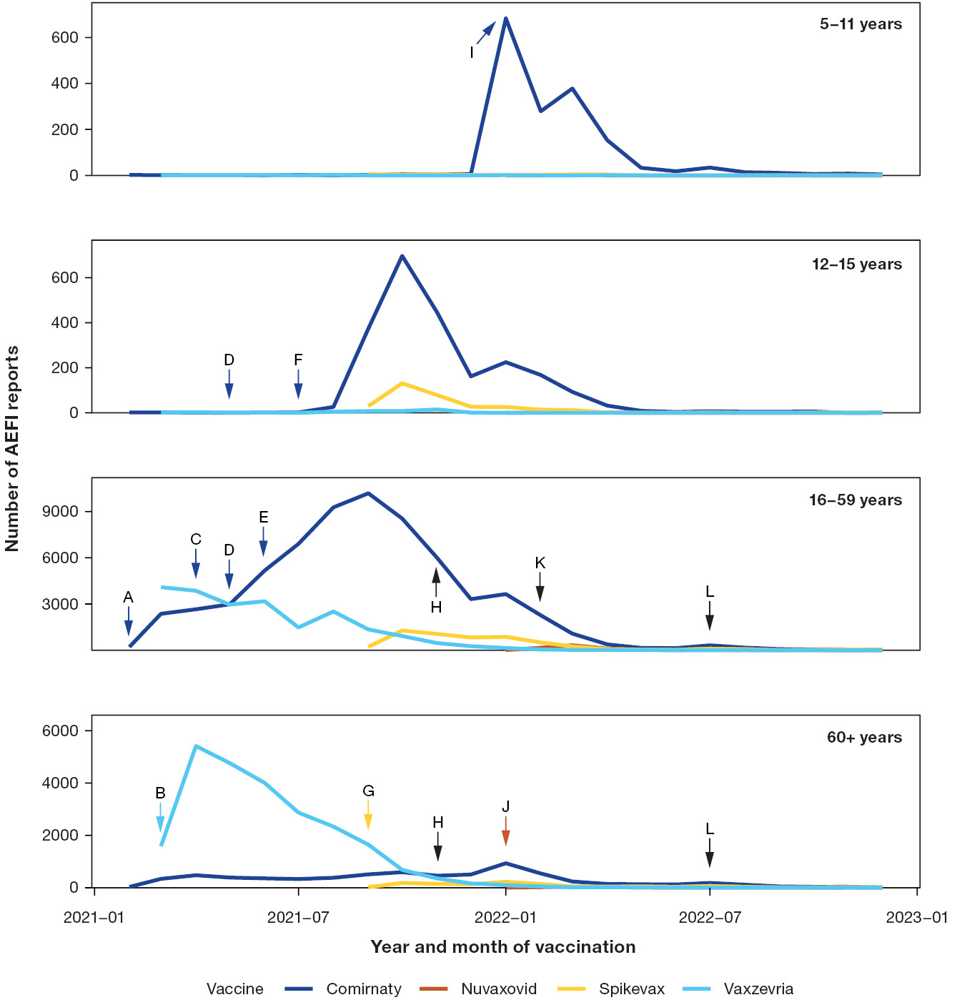 5–11 years
600
400
200
0
I
12–15 years
600
400
200
0
D F
Number of AEFI reports
16–59 years
9000
6000
3000
A C D E H K L
60+ years
6000
4000
2000
0
B G H J L
2021–01 2021–07 2022–01 2022–07 2023–01
Year and month of vaccination
Vaccine Comirnaty Nuvaxovid Spikevax Vaxzevria